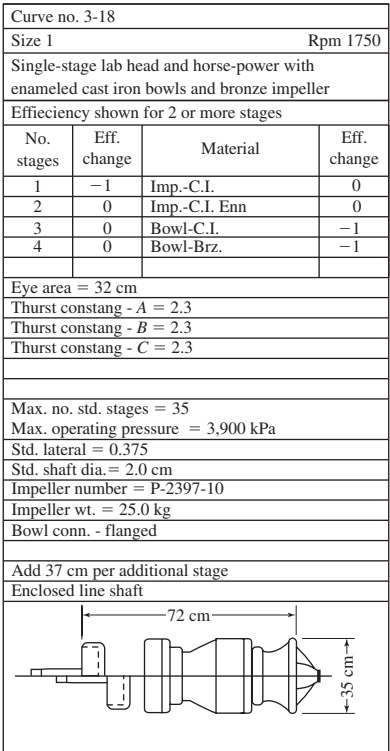 Curve no. 3-18
Size 1 Rpm 1750
Single-stage lab head and horse-power with
enameled cast iron bowls and bronze impeller
Effieciency shown for 2 or more stages
No. stages Eff. change Material Eff. change
1 −1 Imp.-C.I. 0
2 0 Imp.-C.I. Enn 0
3 0 Bowl-C.I. −1
4 0 Bowl-Brz. −1
Eye area = 32 cm
Thurst constang - A = 2.3
Thurst constang - B = 2.3
Thurst constang - C = 2.3
Max. no. std. stages = 35
Max. operating pressure = 3,900 kPa
Std. lateral = 0.375
Std. shaft dia.= 2.0 cm
Impeller number = P-2397-10
Impeller wt. = 25.0 kg
Bowl conn. - flanged
Add 37 cm per additional stage
Enclosed line shaft
72 cm
35 cm